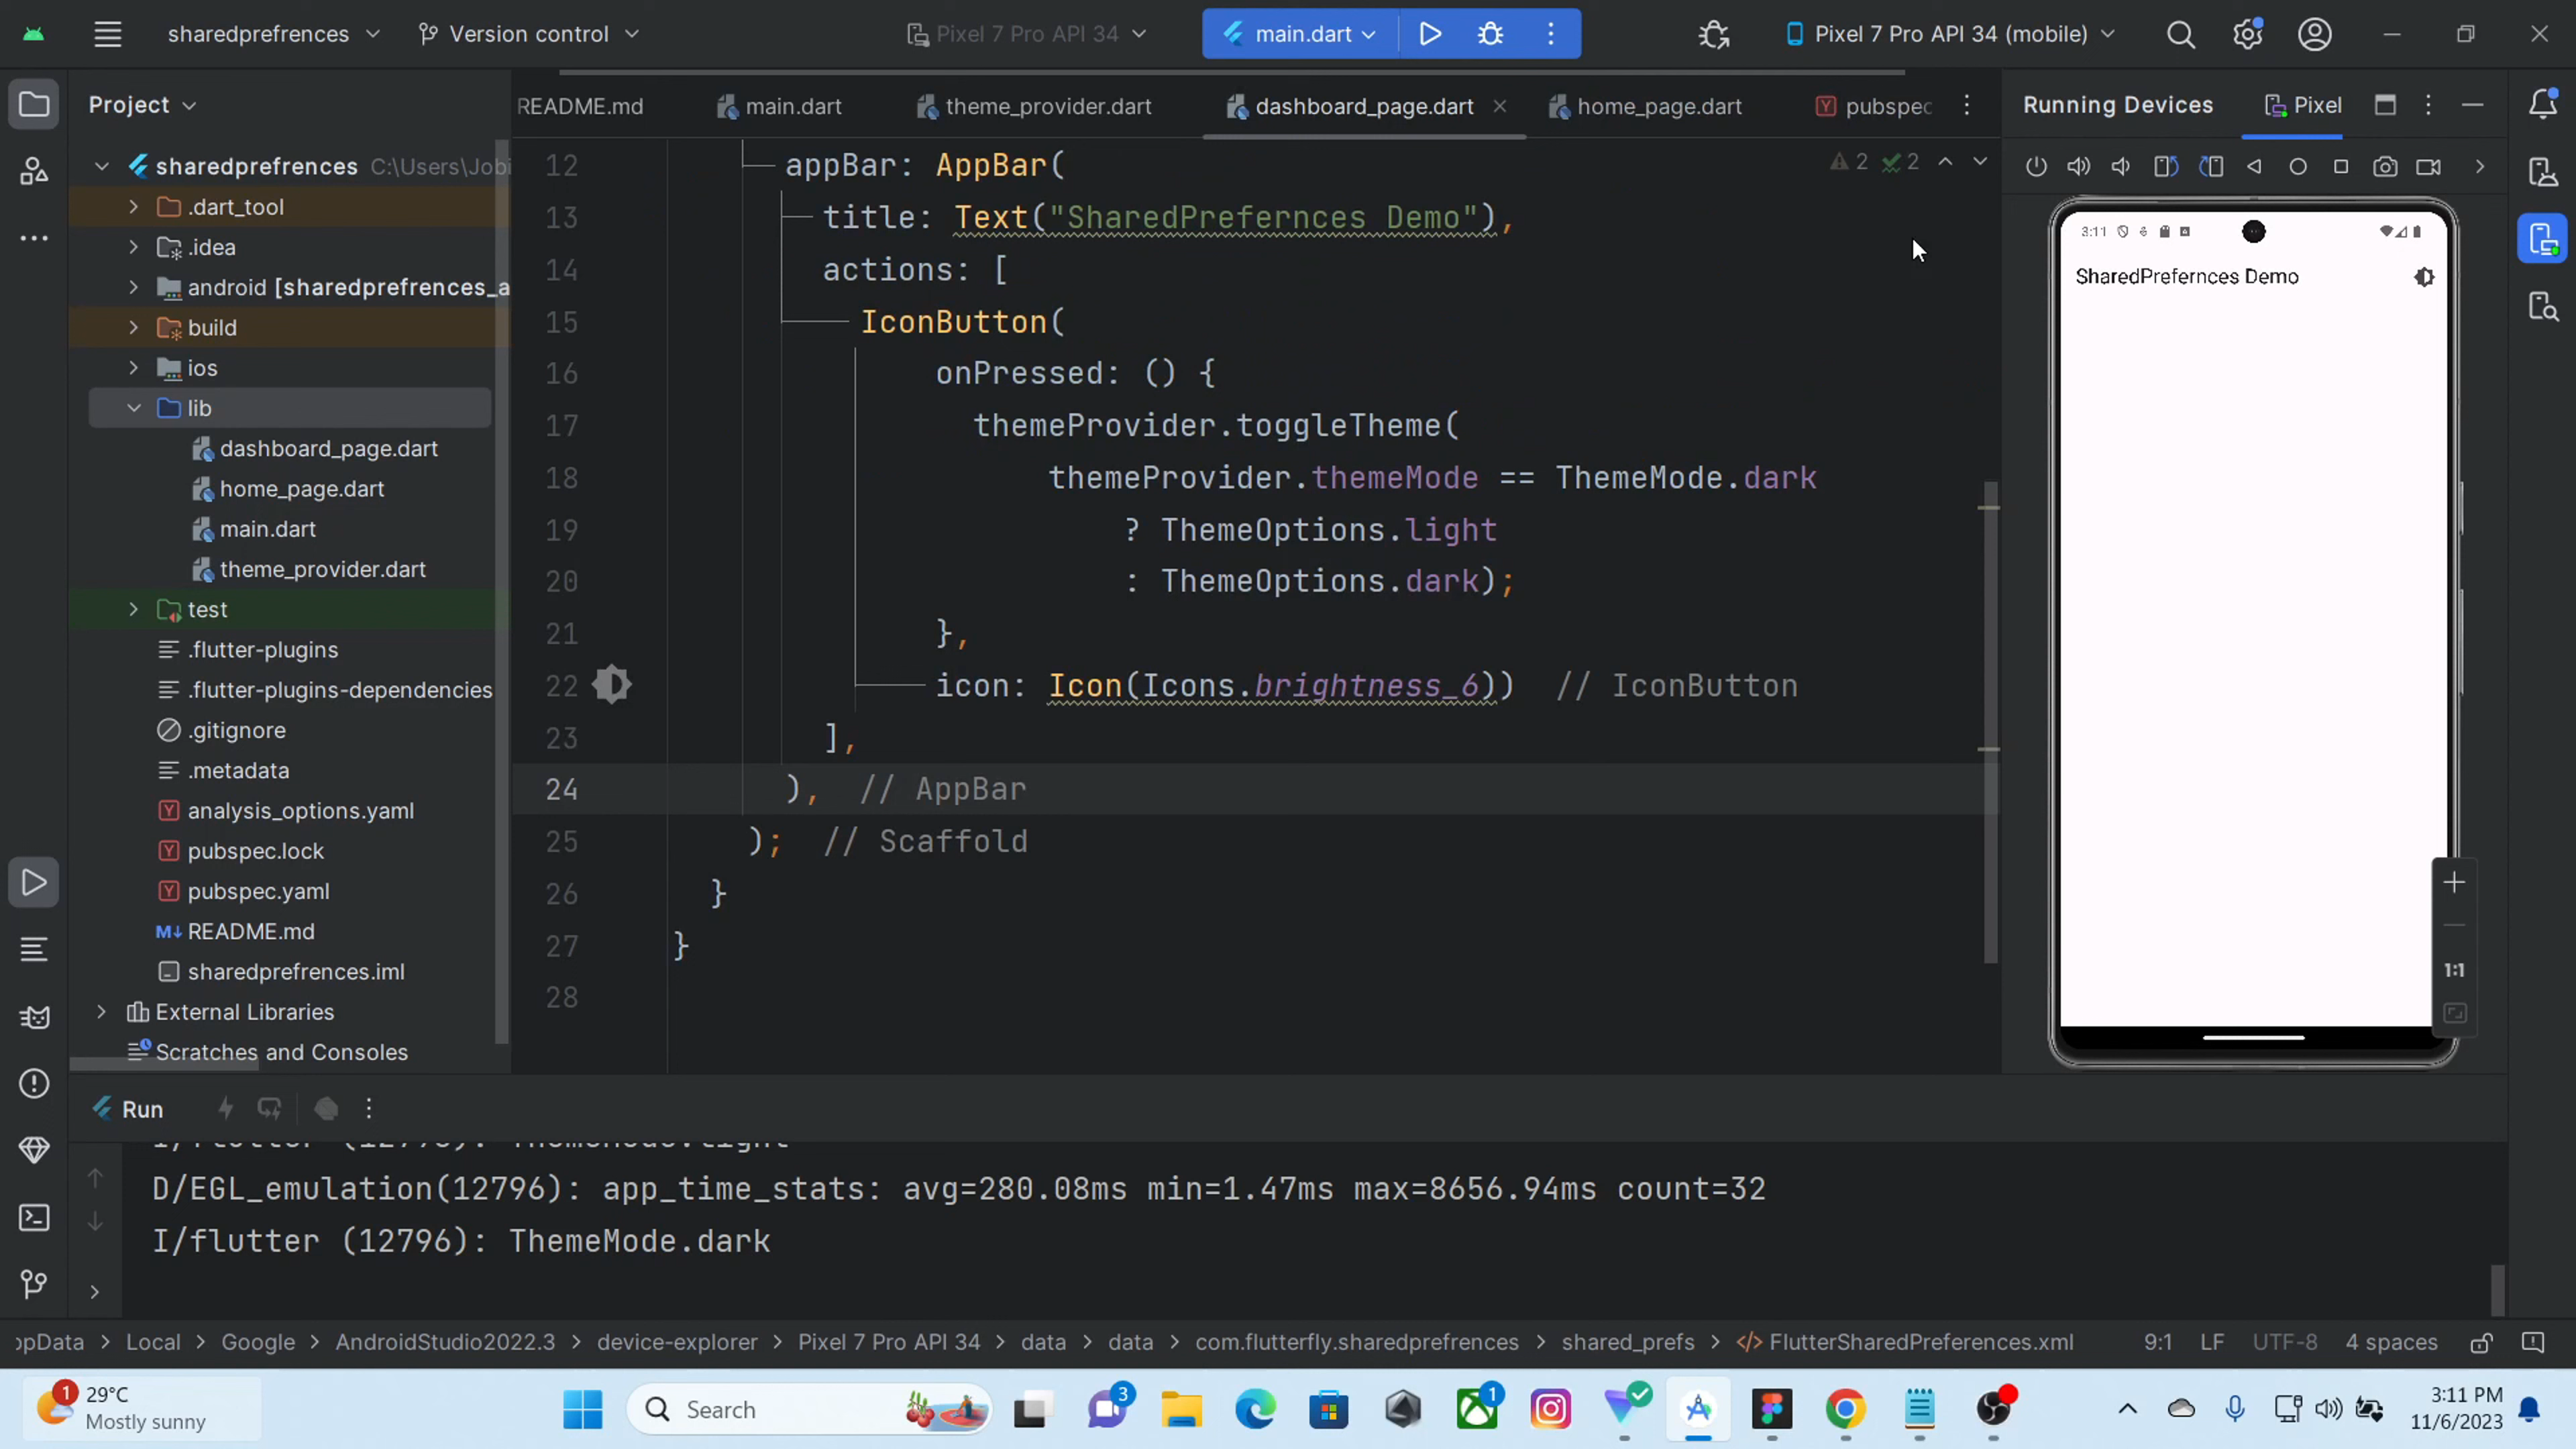 sharedprefrences
Version control
Pixel 7 Pro API 34
main.dart
Pixel 7 Pro API 34 (mobile)
Project
README.md
main.dart
theme_provider.dart
dashboard_page.dart
home_page.dart
pubspec
Running Devices
Pixel
sharedprefrences C:\Users\Jobi
.dart_tool
.idea
android [sharedprefrences_a
build
ios
lib
dashboard_page.dart
home_page.dart
main.dart
theme_provider.dart
test
.flutter-plugins
.flutter-plugins-dependencies
.gitignore
.metadata
analysis_options.yaml
pubspec.lock
pubspec.yaml
README.md
sharedprefrences.iml
External Libraries
Scratches and Consoles
2 2
12 appBar: AppBar(
13 title: Text("SharedPrefernces Demo"),
14 actions: [
15 IconButton(
16 onPressed: () {
17 themeProvider.toggleTheme(
18 themeProvider.themeMode == ThemeMode.dark
19 ? ThemeOptions.light
20 : ThemeOptions.dark);
21 },
22 icon: Icon(Icons.brightness_6)) // IconButton
23 ],
24 ), // AppBar
25 ); // Scaffold
26 }
27 }
28
3:11
SharedPrefernces Demo
1:1
Run
I/flutter (12796): ThemeMode.light
D/EGL_emulation(12796): app_time_stats: avg=280.08ms min=1.47ms max=8656.94ms count=32
I/flutter (12796): ThemeMode.dark
ppData > Local > Google > AndroidStudio2022.3 > device-explorer > Pixel 7 Pro API 34 > data > data > com.flutterfly.sharedprefrences > shared_prefs > FlutterSharedPreferences.xml
9:1 LF UTF-8 4 spaces
1
29°C
Mostly sunny
Search
3
1
3:11 PM
11/6/2023